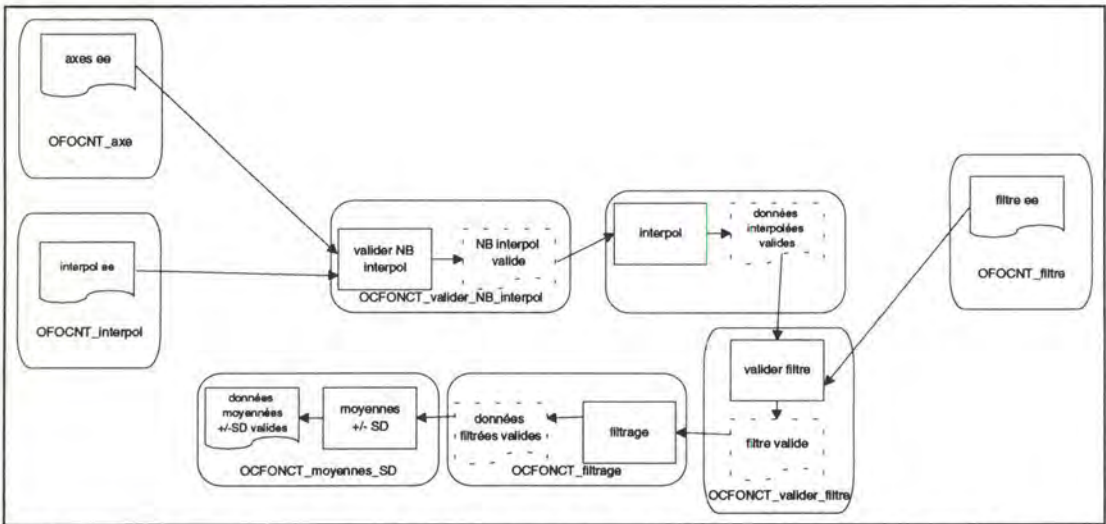 axes ee
OFOCNT_axe
interpol ee
OFOCNT_interpol
valider NB
interpol
NB interpol
valide
OCFONCT_valider_NB_interpol
interpol
données
interpolées
valides
filtre ee
OFOCNT_filtre
valider filtre
filtre valide
OCFONCT_valider_filtre
filtrage
données
filtrées valides
OCFONCT_filtrage
moyennes
+/- SD
données
moyennées
+/-SD valides
OCFONCT_moyennes_SD